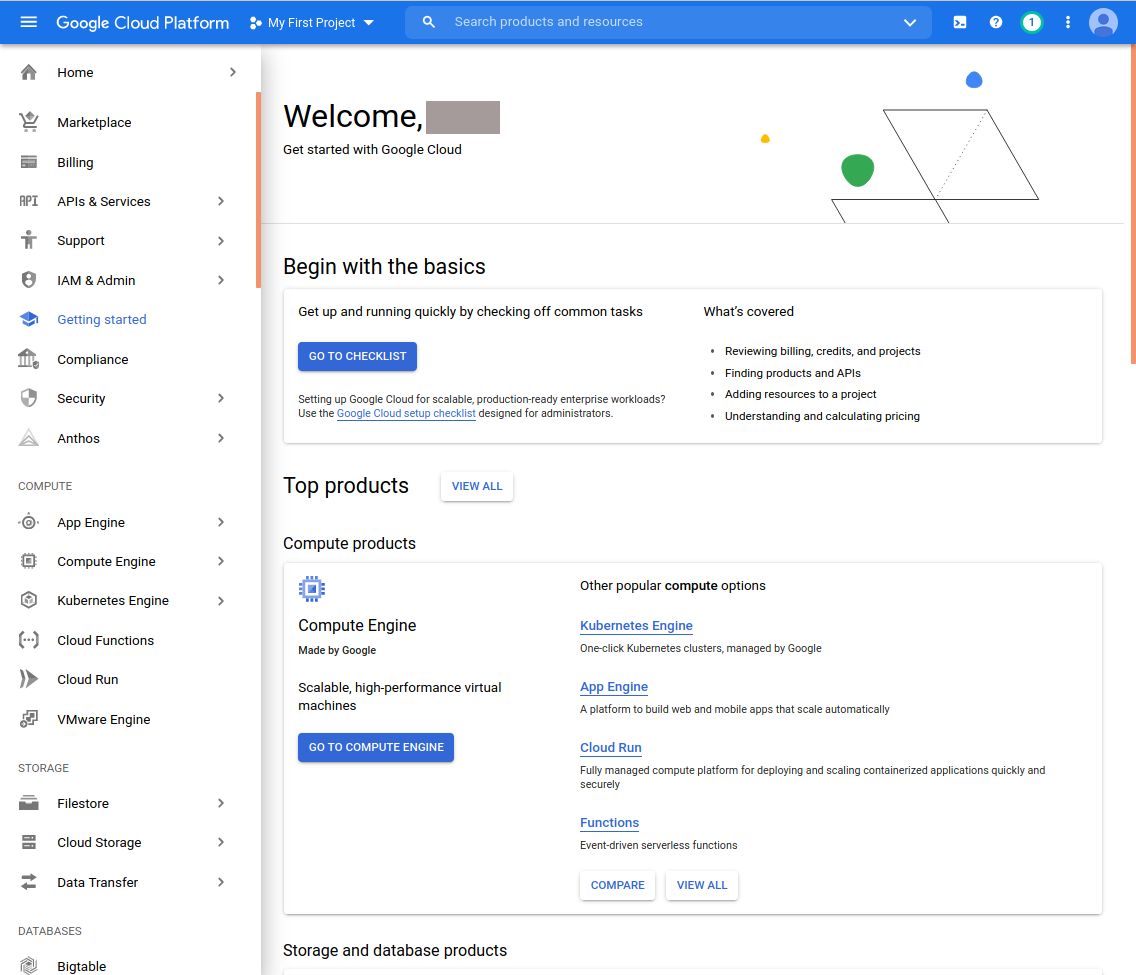 Google Cloud Platform
My First Project
Search products and resources
1
Home
Marketplace
Billing
API
APIs & Services
Support
IAM & Admin
Getting started
Compliance
Security
Anthos
COMPUTE
App Engine
Compute Engine
Kubernetes Engine
Cloud Functions
Cloud Run
VMware Engine
STORAGE
Filestore
Cloud Storage
Data Transfer
DATABASES
Bigtable
Welcome,
Get started with Google Cloud
Begin with the basics
Get up and running quickly by checking off common tasks
GO TO CHECKLIST
Setting up Google Cloud for scalable, production-ready enterprise workloads?
Use the Google Cloud setup checklist designed for administrators.
What's covered
Reviewing billing, credits, and projects
Finding products and APIs
Adding resources to a project
Understanding and calculating pricing
Top products
VIEW ALL
Compute products
Compute Engine
Made by Google
Scalable, high-performance virtual
machines
GO TO COMPUTE ENGINE
Other popular compute options
Kubernetes Engine
One-click Kubernetes clusters, managed by Google
App Engine
A platform to build web and mobile apps that scale automatically
Cloud Run
Fully managed compute platform for deploying and scaling containerized applications quickly and
securely
Functions
Event-driven serverless functions
COMPARE
VIEW ALL
Storage and database products